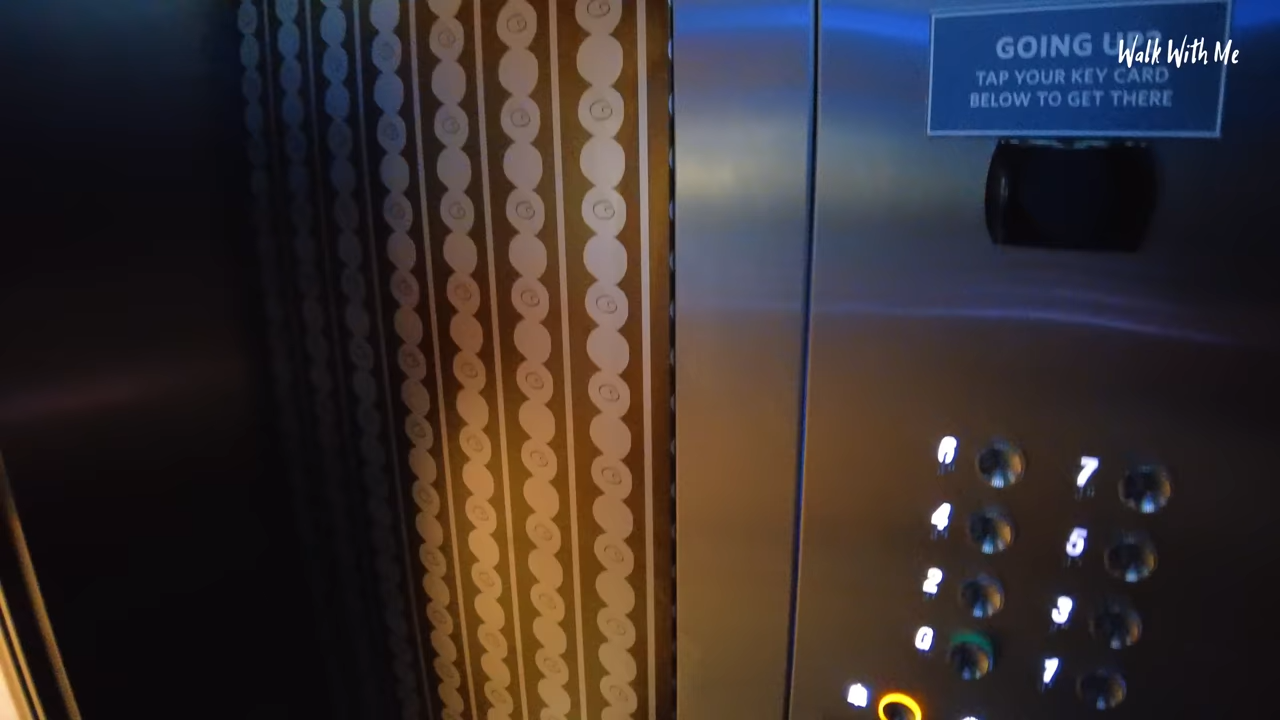 GOING UP?
Walk With Me
TAP YOUR KEY CARD
BELOW TO GET THERE
6 7
4 5
2 3
1